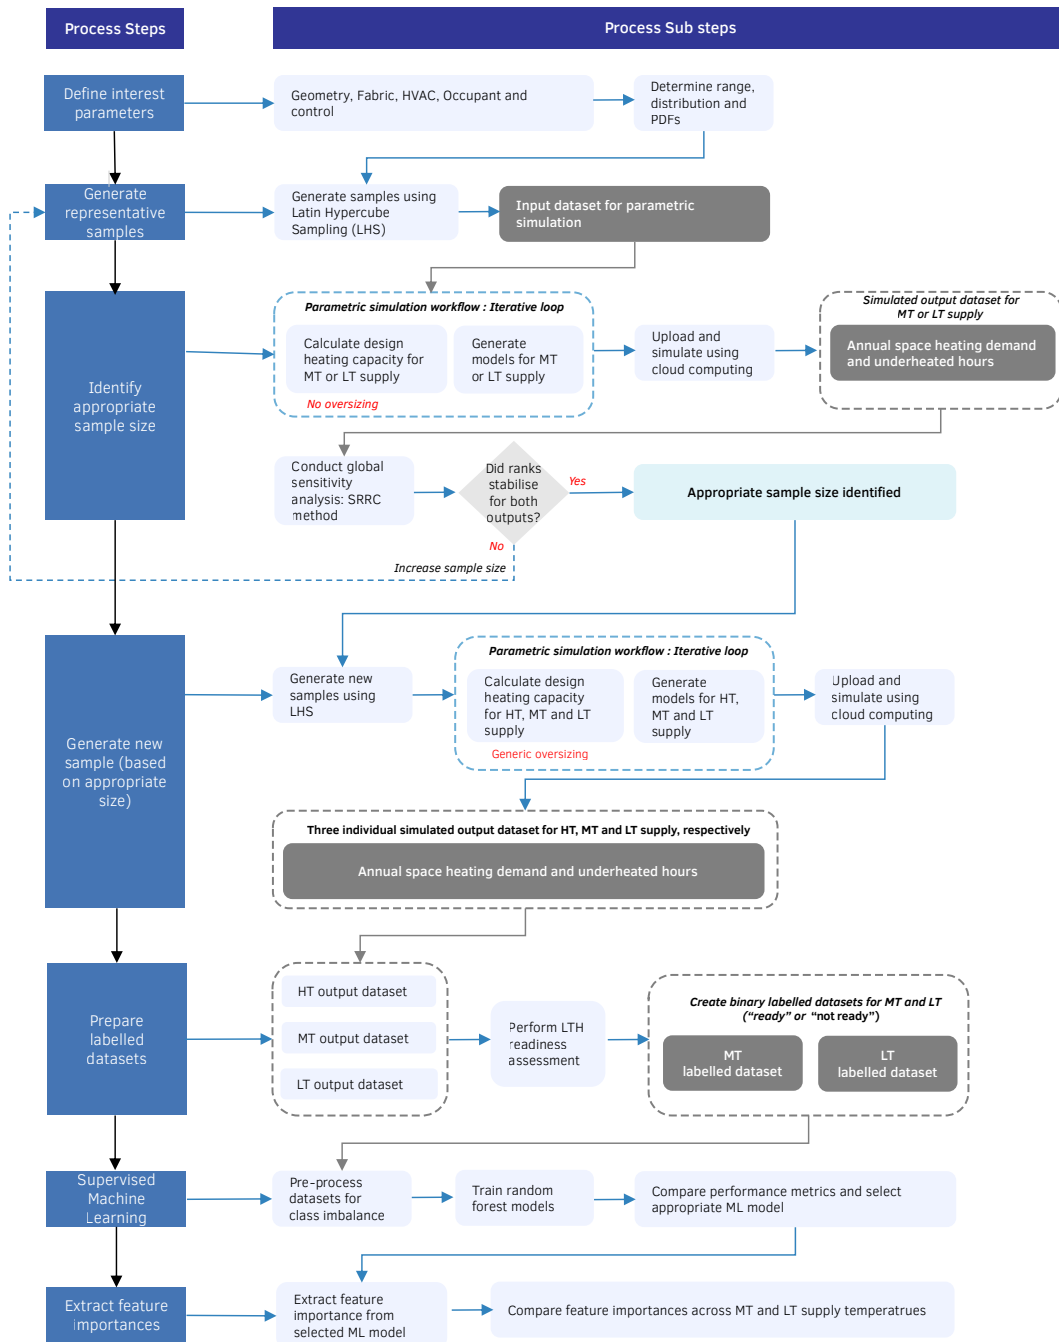 Process Steps
Process Sub steps
Define interest
parameters
Geometry, Fabric, HVAC, Occupant and
control
Determine range,
distribution and
PDFs
Generate
representative
samples
Generate samples using
Latin Hypercube
Sampling (LHS)
Input dataset for parametric
simulation
Identify
appropriate
sample size
Parametric simulation workflow : Iterative loop
Calculate design
heating capacity for
MT or LT supply
Generate
models for MT
or LT supply
No oversizing
Upload and
simulate using
cloud computing
Simulated output dataset for
MT or LT supply
Annual space heating demand
and underheated hours
Conduct global
sensitivity
analysis: SRRC
method
Did ranks
stabilise
for both
outputs?
Yes
No
Increase sample size
Appropriate sample size identified
Generate new
sample (based
on appropriate
size)
Generate new
samples using
LHS
Parametric simulation workflow : Iterative loop
Calculate design
heating capacity
for HT, MT and LT
supply
Generate
models for HT,
MT and LT
supply
Generic oversizing
Upload and
simulate using
cloud computing
Three individual simulated output dataset for HT, MT and LT supply, respectively
Annual space heating demand and underheated hours
Prepare
labelled
datasets
HT output dataset
MT output dataset
LT output dataset
Perform LTH
readiness
assessment
Create binary labelled datasets for MT and LT
(“ready” or “not ready”)
MT
labelled dataset
LT
labelled dataset
Supervised
Machine
Learning
Pre-process
datasets for
class imbalance
Train random
forest models
Compare performance metrics and select
appropriate ML model
Extract feature
importances
Extract feature
importance from
selected ML model
Compare feature importances across MT and LT supply temperatrues